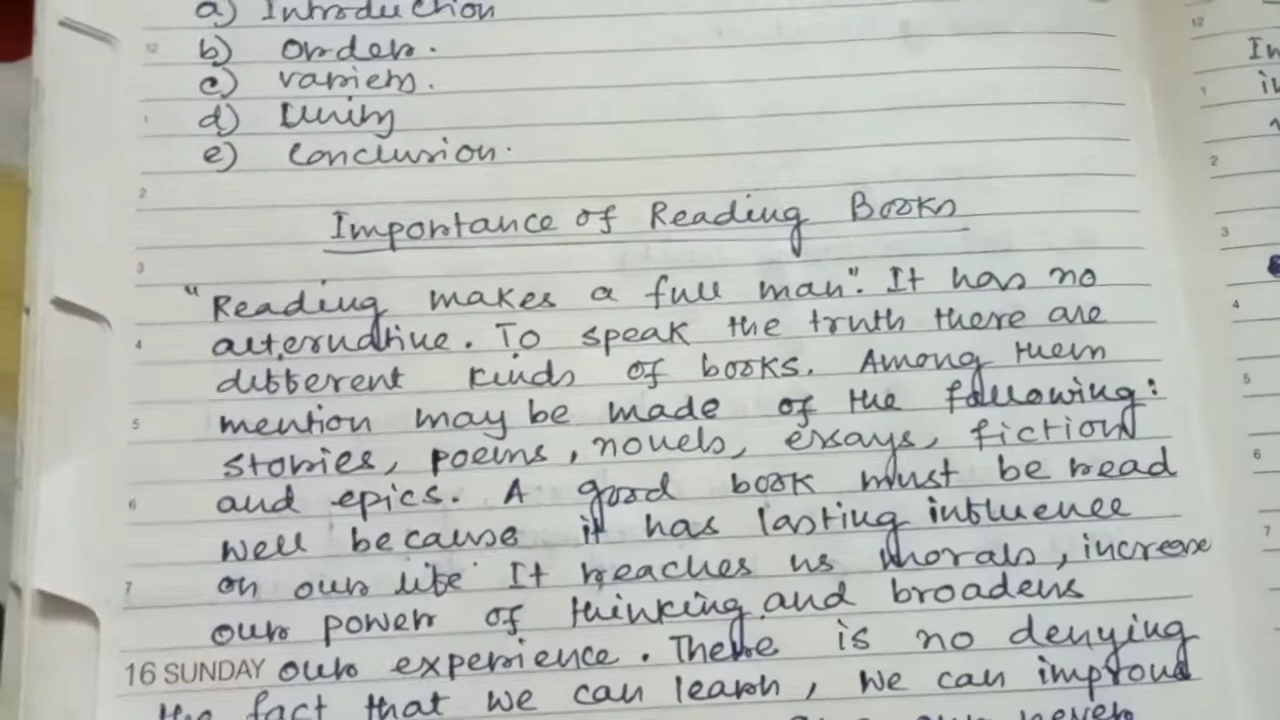 a) Introduction
b) order.
c) variety.
d) Unity
e) Conclusion.
Importance of Reading Books
"Reading makes a full man". It has no
alternative. To speak the truth there are
different kinds of books. Among them
mention may be made of the following:
stories, poems, novels, essays, fiction
and epics. A good book must be read
well because it has lasting influence
on our life. It teaches us morals, increase
our power of thinking and broadens
16 SUNDAY our experience. There is no denying
the fact that we can learn, we can improve
our never